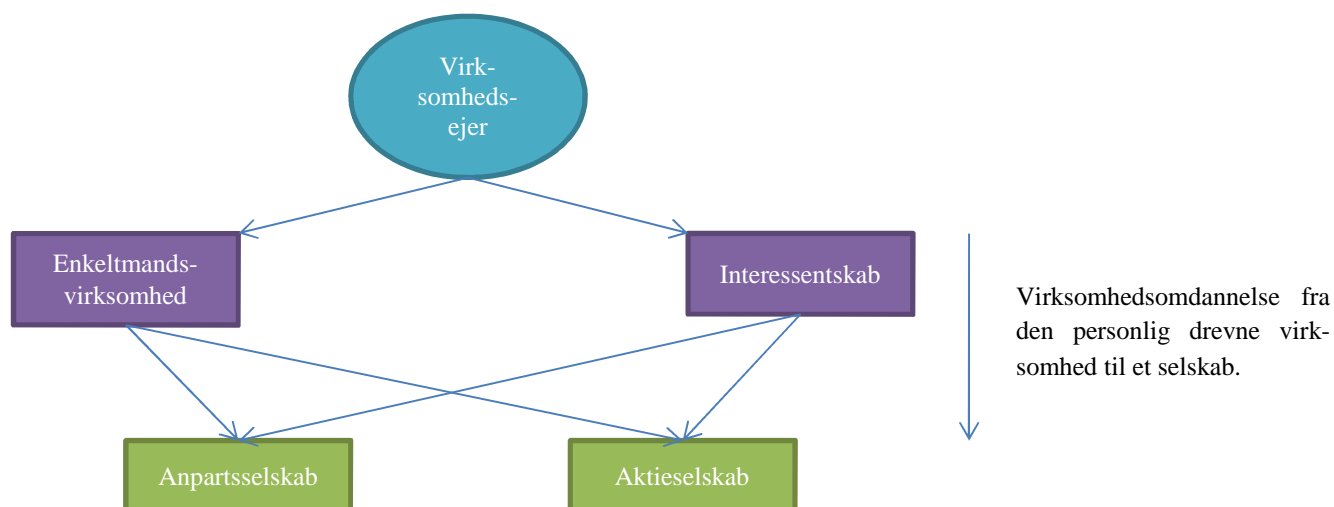 Virk-
somheds-
ejer
Enkeltmands-
virksomhed
Interessentskab
Virksomhedsomdannelse fra
den personlig drevne virk-
somhed til et selskab.
Anpartsselskab
Aktieselskab